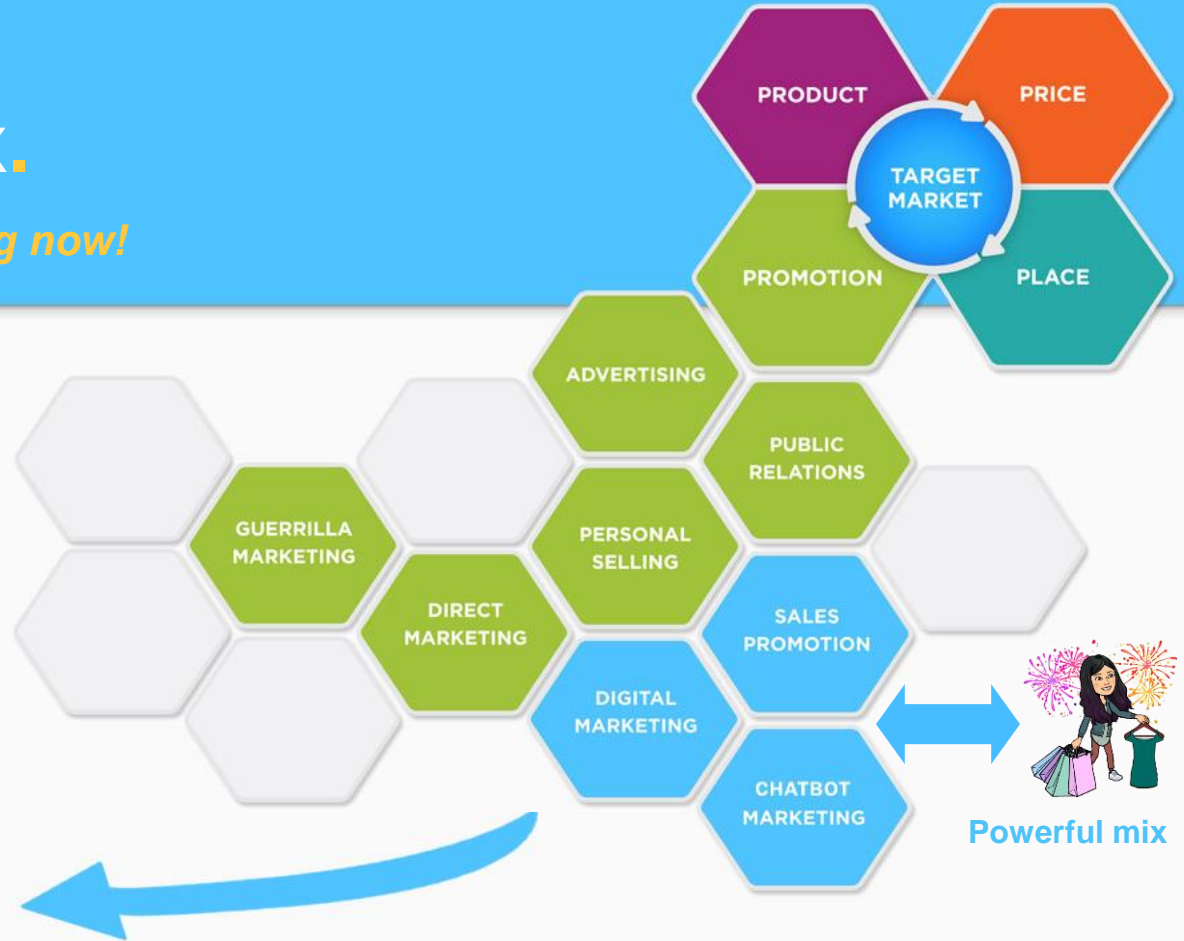 .
g now!
PRODUCT
PRICE
TARGET
MARKET
PROMOTION
PLACE
ADVERTISING
PUBLIC
RELATIONS
GUERRILLA
MARKETING
PERSONAL
SELLING
DIRECT
MARKETING
SALES
PROMOTION
DIGITAL
MARKETING
CHATBOT
MARKETING
Powerful mix